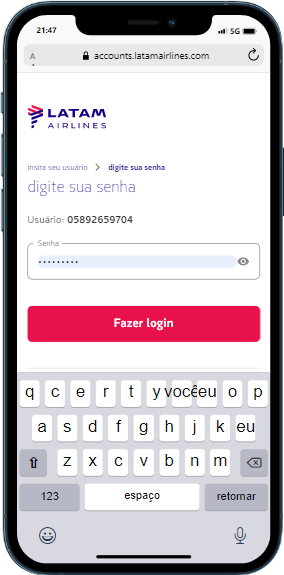 21:47
5G
A
accounts.latamairlines.com
LATAM
AIRLINES
insira seu usuário > digite sua senha
digite sua senha
Usuário: 05892659704
Senha
•••••••••
Fazer login
q c e r t y você eu o p
a s d f g h j k eu
z x c v b n m
123 espaço retornar